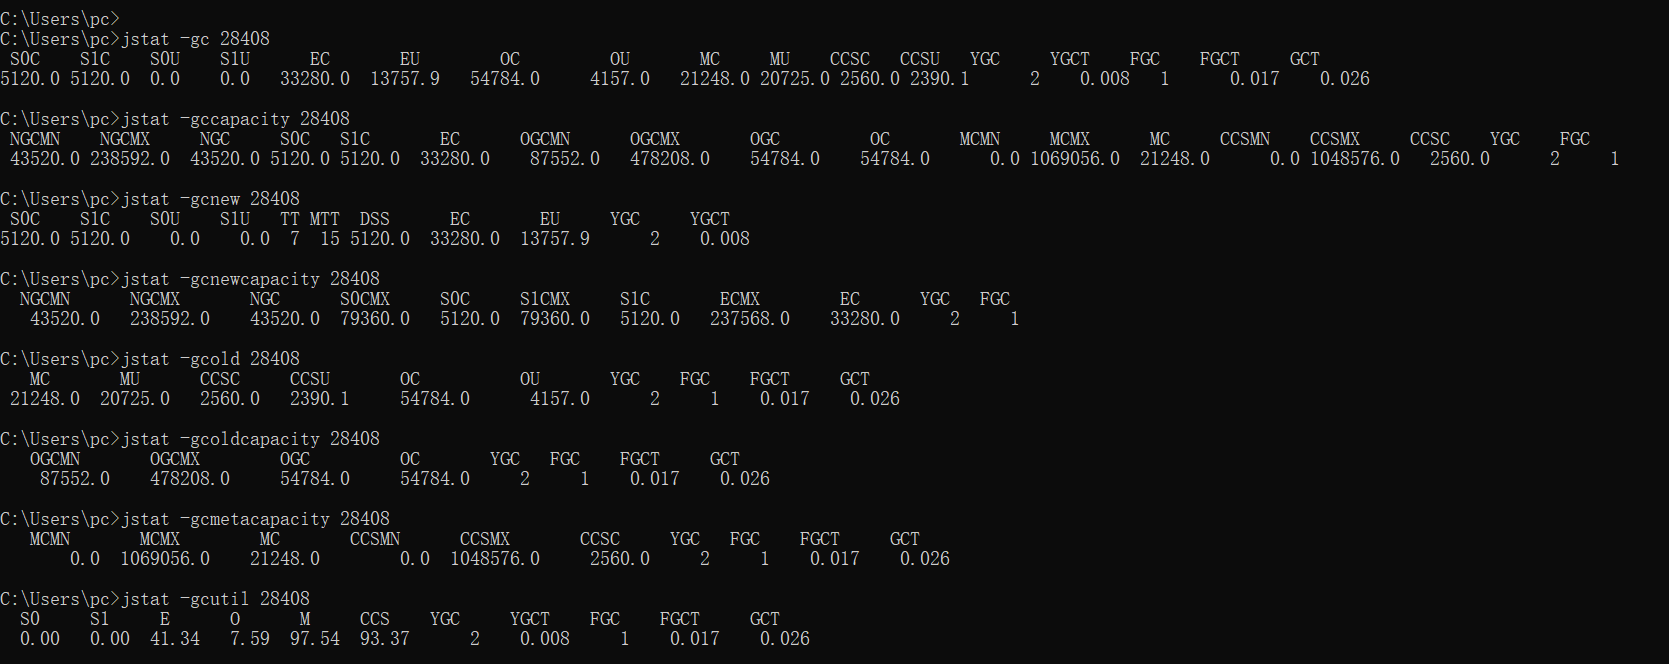 C:\Users\pc>
C:\Users\pc>jstat -gc 28408
S0C S1C S0U S1U EC EU OC OU MC MU CCSC CCSU YGC YGCT FGC FGCT GCT
5120.0 5120.0 0.0 0.0 33280.0 13757.9 54784.0 4157.0 21248.0 20725.0 2560.0 2390.1 2 0.008 1 0.017 0.026
C:\Users\pc>jstat -gccapacity 28408
NGCMN NGCMX NGC S0C S1C EC OGCMN OGCMX OGC OC MCMN MCMX MC CCSMN CCSMX CCSC YGC FGC
43520.0 238592.0 43520.0 5120.0 5120.0 33280.0 87552.0 478208.0 54784.0 54784.0 0.0 1069056.0 21248.0 0.0 1048576.0 2560.0 2 1
C:\Users\pc>jstat -gcnew 28408
S0C S1C S0U S1U TT MTT DSS EC EU YGC YGCT
5120.0 5120.0 0.0 0.0 7 15 5120.0 33280.0 13757.9 2 0.008
C:\Users\pc>jstat -gcnewcapacity 28408
NGCMN NGCMX NGC S0CMX S0C S1CMX S1C ECMX EC YGC FGC
43520.0 238592.0 43520.0 79360.0 5120.0 79360.0 5120.0 237568.0 33280.0 2 1
C:\Users\pc>jstat -gcold 28408
MC MU CCSC CCSU OC OU YGC FGC FGCT GCT
21248.0 20725.0 2560.0 2390.1 54784.0 4157.0 2 1 0.017 0.026
C:\Users\pc>jstat -gcoldcapacity 28408
OGCMN OGCMX OGC OC YGC FGC FGCT GCT
87552.0 478208.0 54784.0 54784.0 2 1 0.017 0.026
C:\Users\pc>jstat -gcmetacapacity 28408
MCMN MCMX MC CCSMN CCSMX CCSC YGC FGC FGCT GCT
0.0 1069056.0 21248.0 0.0 1048576.0 2560.0 2 1 0.017 0.026
C:\Users\pc>jstat -gcutil 28408
S0 S1 E O M CCS YGC YGCT FGC FGCT GCT
0.00 0.00 41.34 7.59 97.54 93.37 2 0.008 1 0.017 0.026